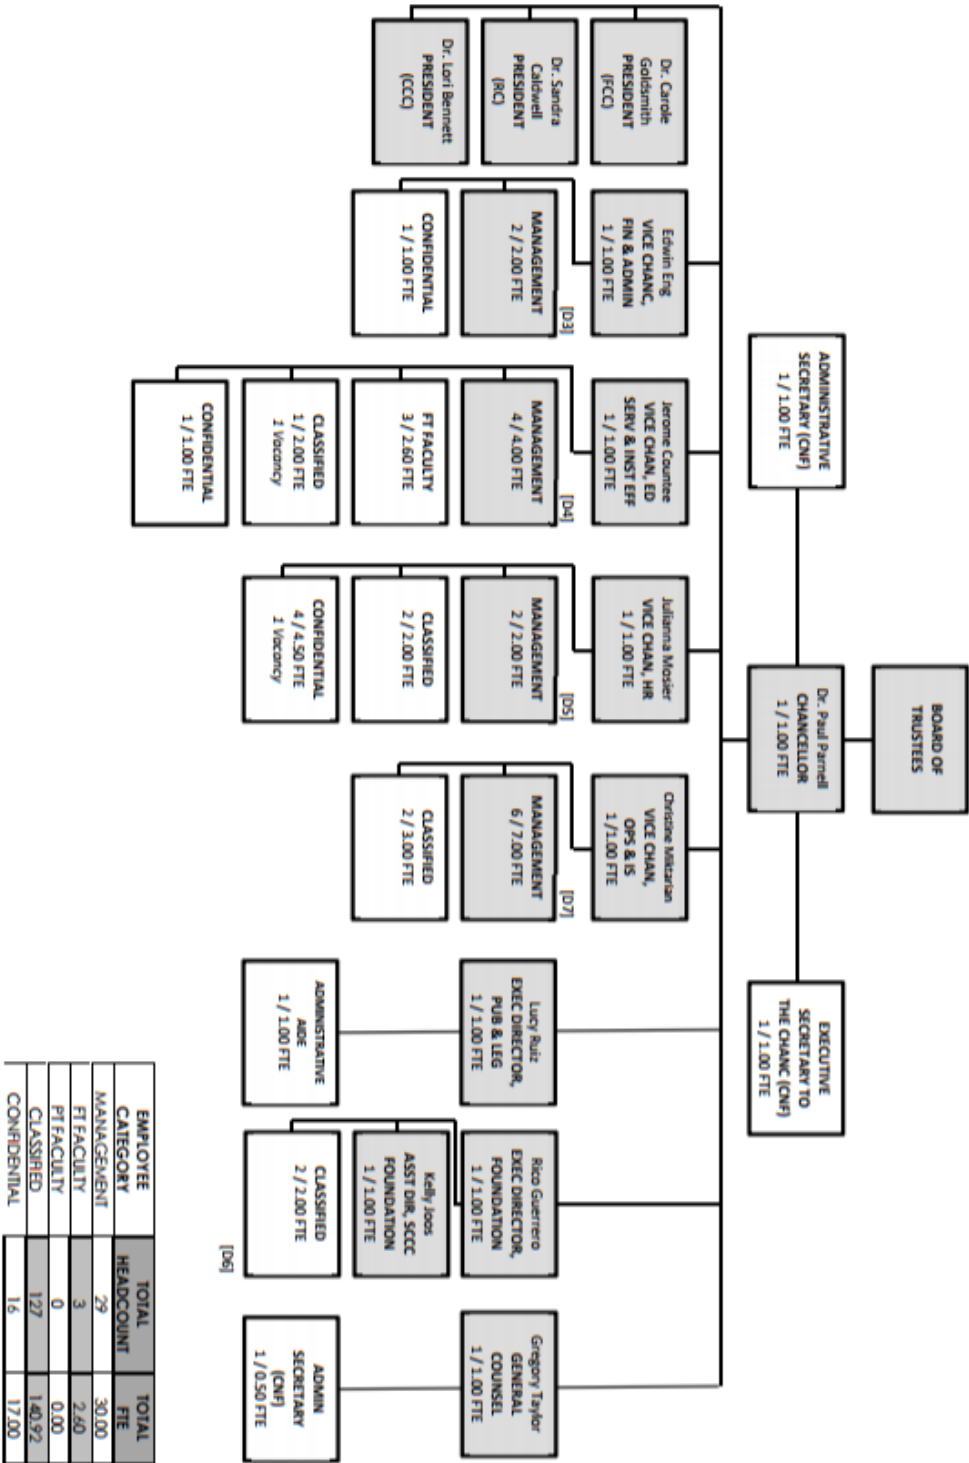 BOARD OF
TRUSTEES
ADMINISTRATIVE
SECRETARY (CNF)
1 / 1.00 FTE
Dr. Paul Parnell
CHANCELLOR
1 / 1.00 FTE
EXECUTIVE
SECRETARY TO
THE CHANC (CNF)
1 / 1.00 FTE
Dr. Carole
Goldsmith
PRESIDENT
(FCC)
Dr. Sandra
Caldwell
PRESIDENT
(RC)
Dr. Lori Bennett
PRESIDENT
(CCC)
Edwin Eng
VICE CHANC,
FIN & ADMIN
1 / 1.00 FTE
[D3]
MANAGEMENT
2 / 2.00 FTE
CONFIDENTIAL
1 / 1.00 FTE
Jerome Countee
VICE CHAN, ED
SERV & INST EFF
1 / 1.00 FTE
[D4]
MANAGEMENT
4 / 4.00 FTE
FT FACULTY
3 / 2.60 FTE
CLASSIFIED
1 / 2.00 FTE
1 Vacancy
CONFIDENTIAL
1 / 1.00 FTE
Julianna Mosier
VICE CHAN, HR
1 / 1.00 FTE
[D5]
MANAGEMENT
2 / 2.00 FTE
CLASSIFIED
2 / 2.00 FTE
CONFIDENTIAL
4 / 4.50 FTE
1 Vacancy
Christine Miktarian
VICE CHAN,
OPS & IS
1 /1.00 FTE
[D7]
MANAGEMENT
6 / 7.00 FTE
CLASSIFIED
2 / 3.00 FTE
Lucy Ruiz
EXEC DIRECTOR,
PUB & LEG
1 / 1.00 FTE
ADMINISTRATIVE
AIDE
1 / 1.00 FTE
Rico Guerrero
EXEC DIRECTOR,
FOUNDATION
1 / 1.00 FTE
Kelly Joos
ASST DIR, SCCC
FOUNDATION
1 / 1.00 FTE
CLASSIFIED
2 / 2.00 FTE
[D6]
Gregory Taylor
GENERAL
COUNSEL
1 / 1.00 FTE
ADMIN
SECRETARY
(CNF)
1 / 0.50 FTE
EMPLOYEE CATEGORY TOTAL HEADCOUNT TOTAL FTE
MANAGEMENT 29 30.00
FT FACULTY 3 2.60
PT FACULTY 0 0.00
CLASSIFIED 127 140.92
CONFIDENTIAL 16 17.00